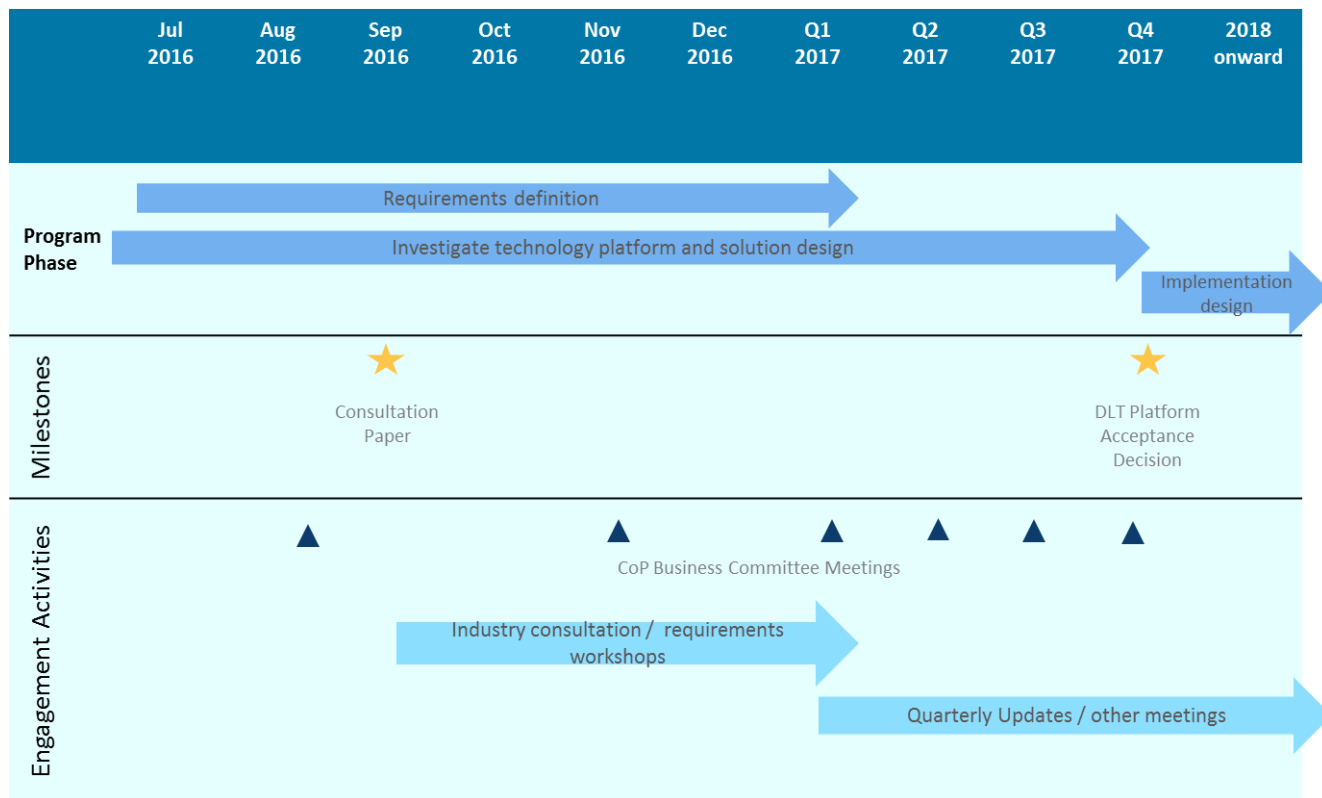 Jul
2016
Aug
2016
Sep
2016
Oct
2016
Nov
2016
Dec
2016
Q1
2017
Q2
2017
Q3
2017
Q4
2017
2018
onward
Program
Phase
Requirements definition
Investigate technology platform and solution design
Implementation
design
Milestones
Consultation
Paper
DLT Platform
Acceptance
Decision
Engagement Activities
CoP Business Committee Meetings
Industry consultation / requirements
workshops
Quarterly Updates / other meetings